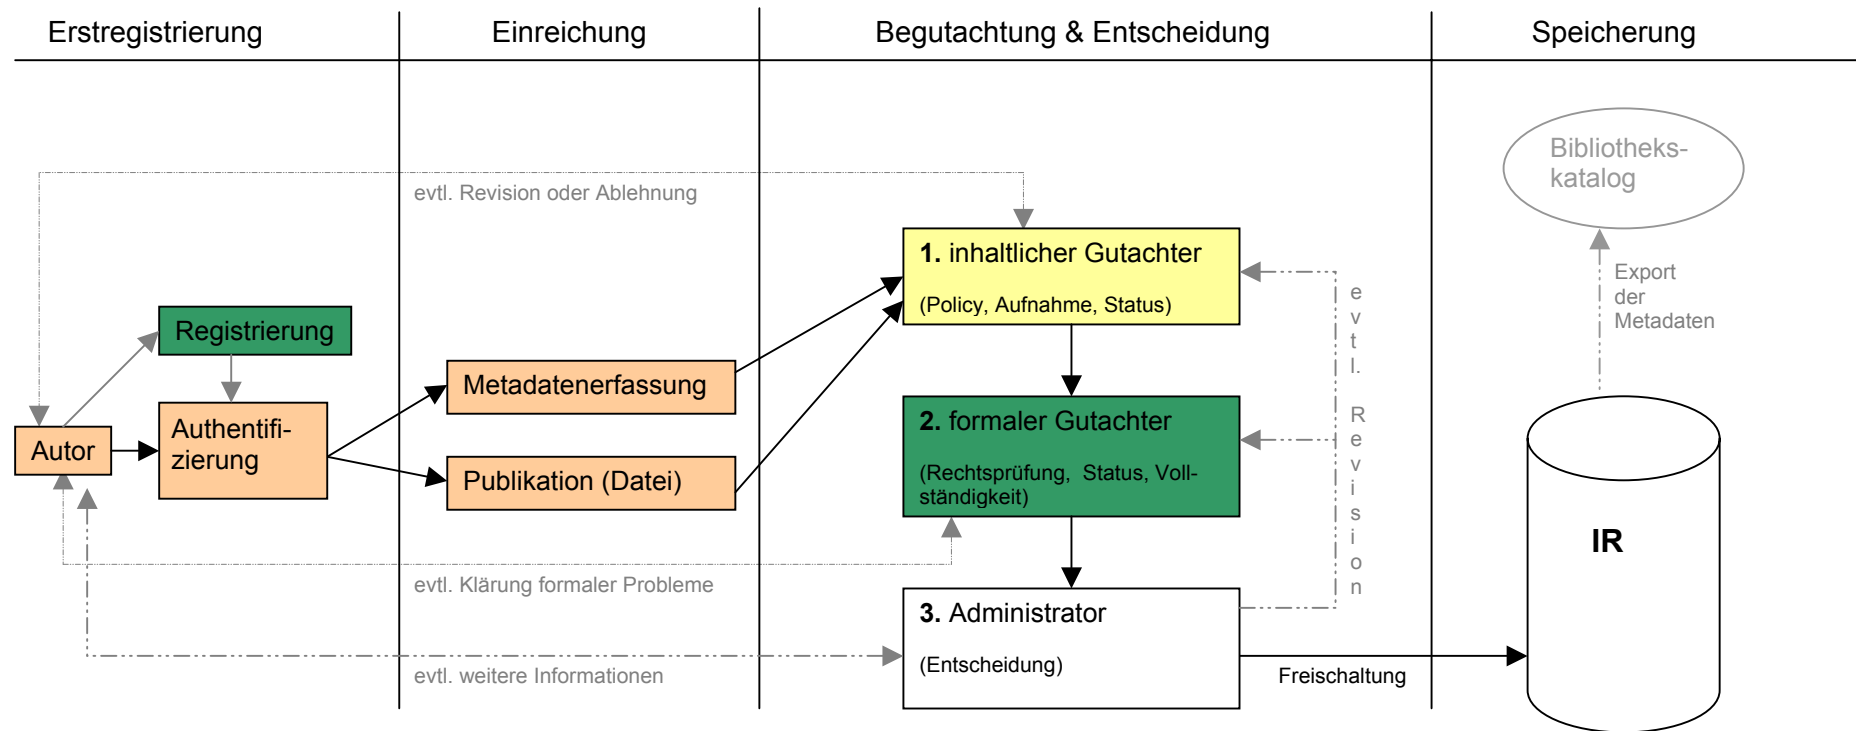 Erstregistrierung
Einreichung
Begutachtung & Entscheidung
Speicherung
Bibliotheks-
katalog
evtl. Revision oder Ablehnung
1. inhaltlicher Gutachter
(Policy, Aufnahme, Status)
Export
der
Metadaten
Registrierung
Metadatenerfassung
evtl. Revision
Autor
Authentifi-
zierung
2. formaler Gutachter
(Rechtsprüfung, Status, Voll-
ständigkeit)
Publikation (Datei)
IR
evtl. Klärung formaler Probleme
3. Administrator
(Entscheidung)
evtl. weitere Informationen
Freischaltung